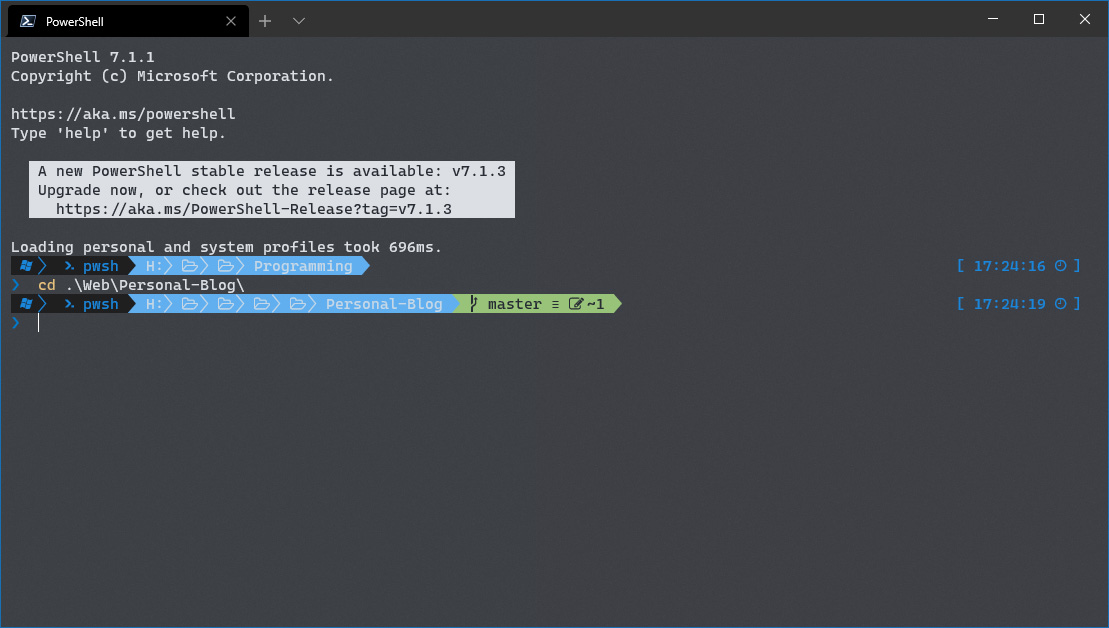 PowerShell
PowerShell 7.1.1
Copyright (c) Microsoft Corporation.
https://aka.ms/powershell
Type 'help' to get help.
A new PowerShell stable release is available: v7.1.3
Upgrade now, or check out the release page at:
https://aka.ms/PowerShell-Release?tag=v7.1.3
Loading personal and system profiles took 696ms.
pwsh H: Programming [ 17:24:16 ]
❯ cd .\Web\Personal-Blog\
pwsh H: Personal-Blog master ≡ ~1 [ 17:24:19 ]
❯